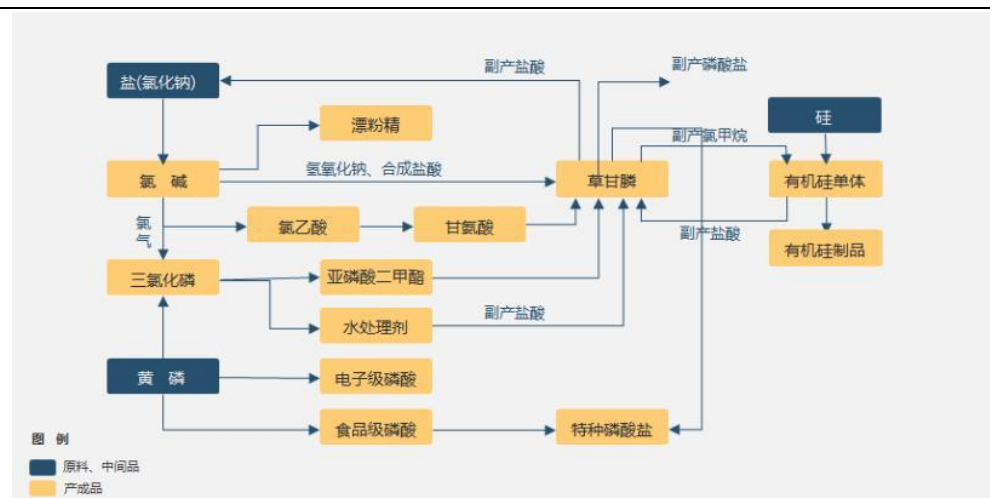 副产盐酸
副产磷酸盐
盐(氯化钠)
硅
漂粉精
副产氯甲烷
氢氧化钠、合成盐酸
氯 碱
草甘膦
有机硅单体
氯
气
氯乙酸
甘氨酸
副产盐酸
有机硅制品
三氯化磷
亚磷酸二甲酯
水处理剂
副产盐酸
黄 磷
电子级磷酸
食品级磷酸
特种磷酸盐
图 例
原料、中间品
产成品